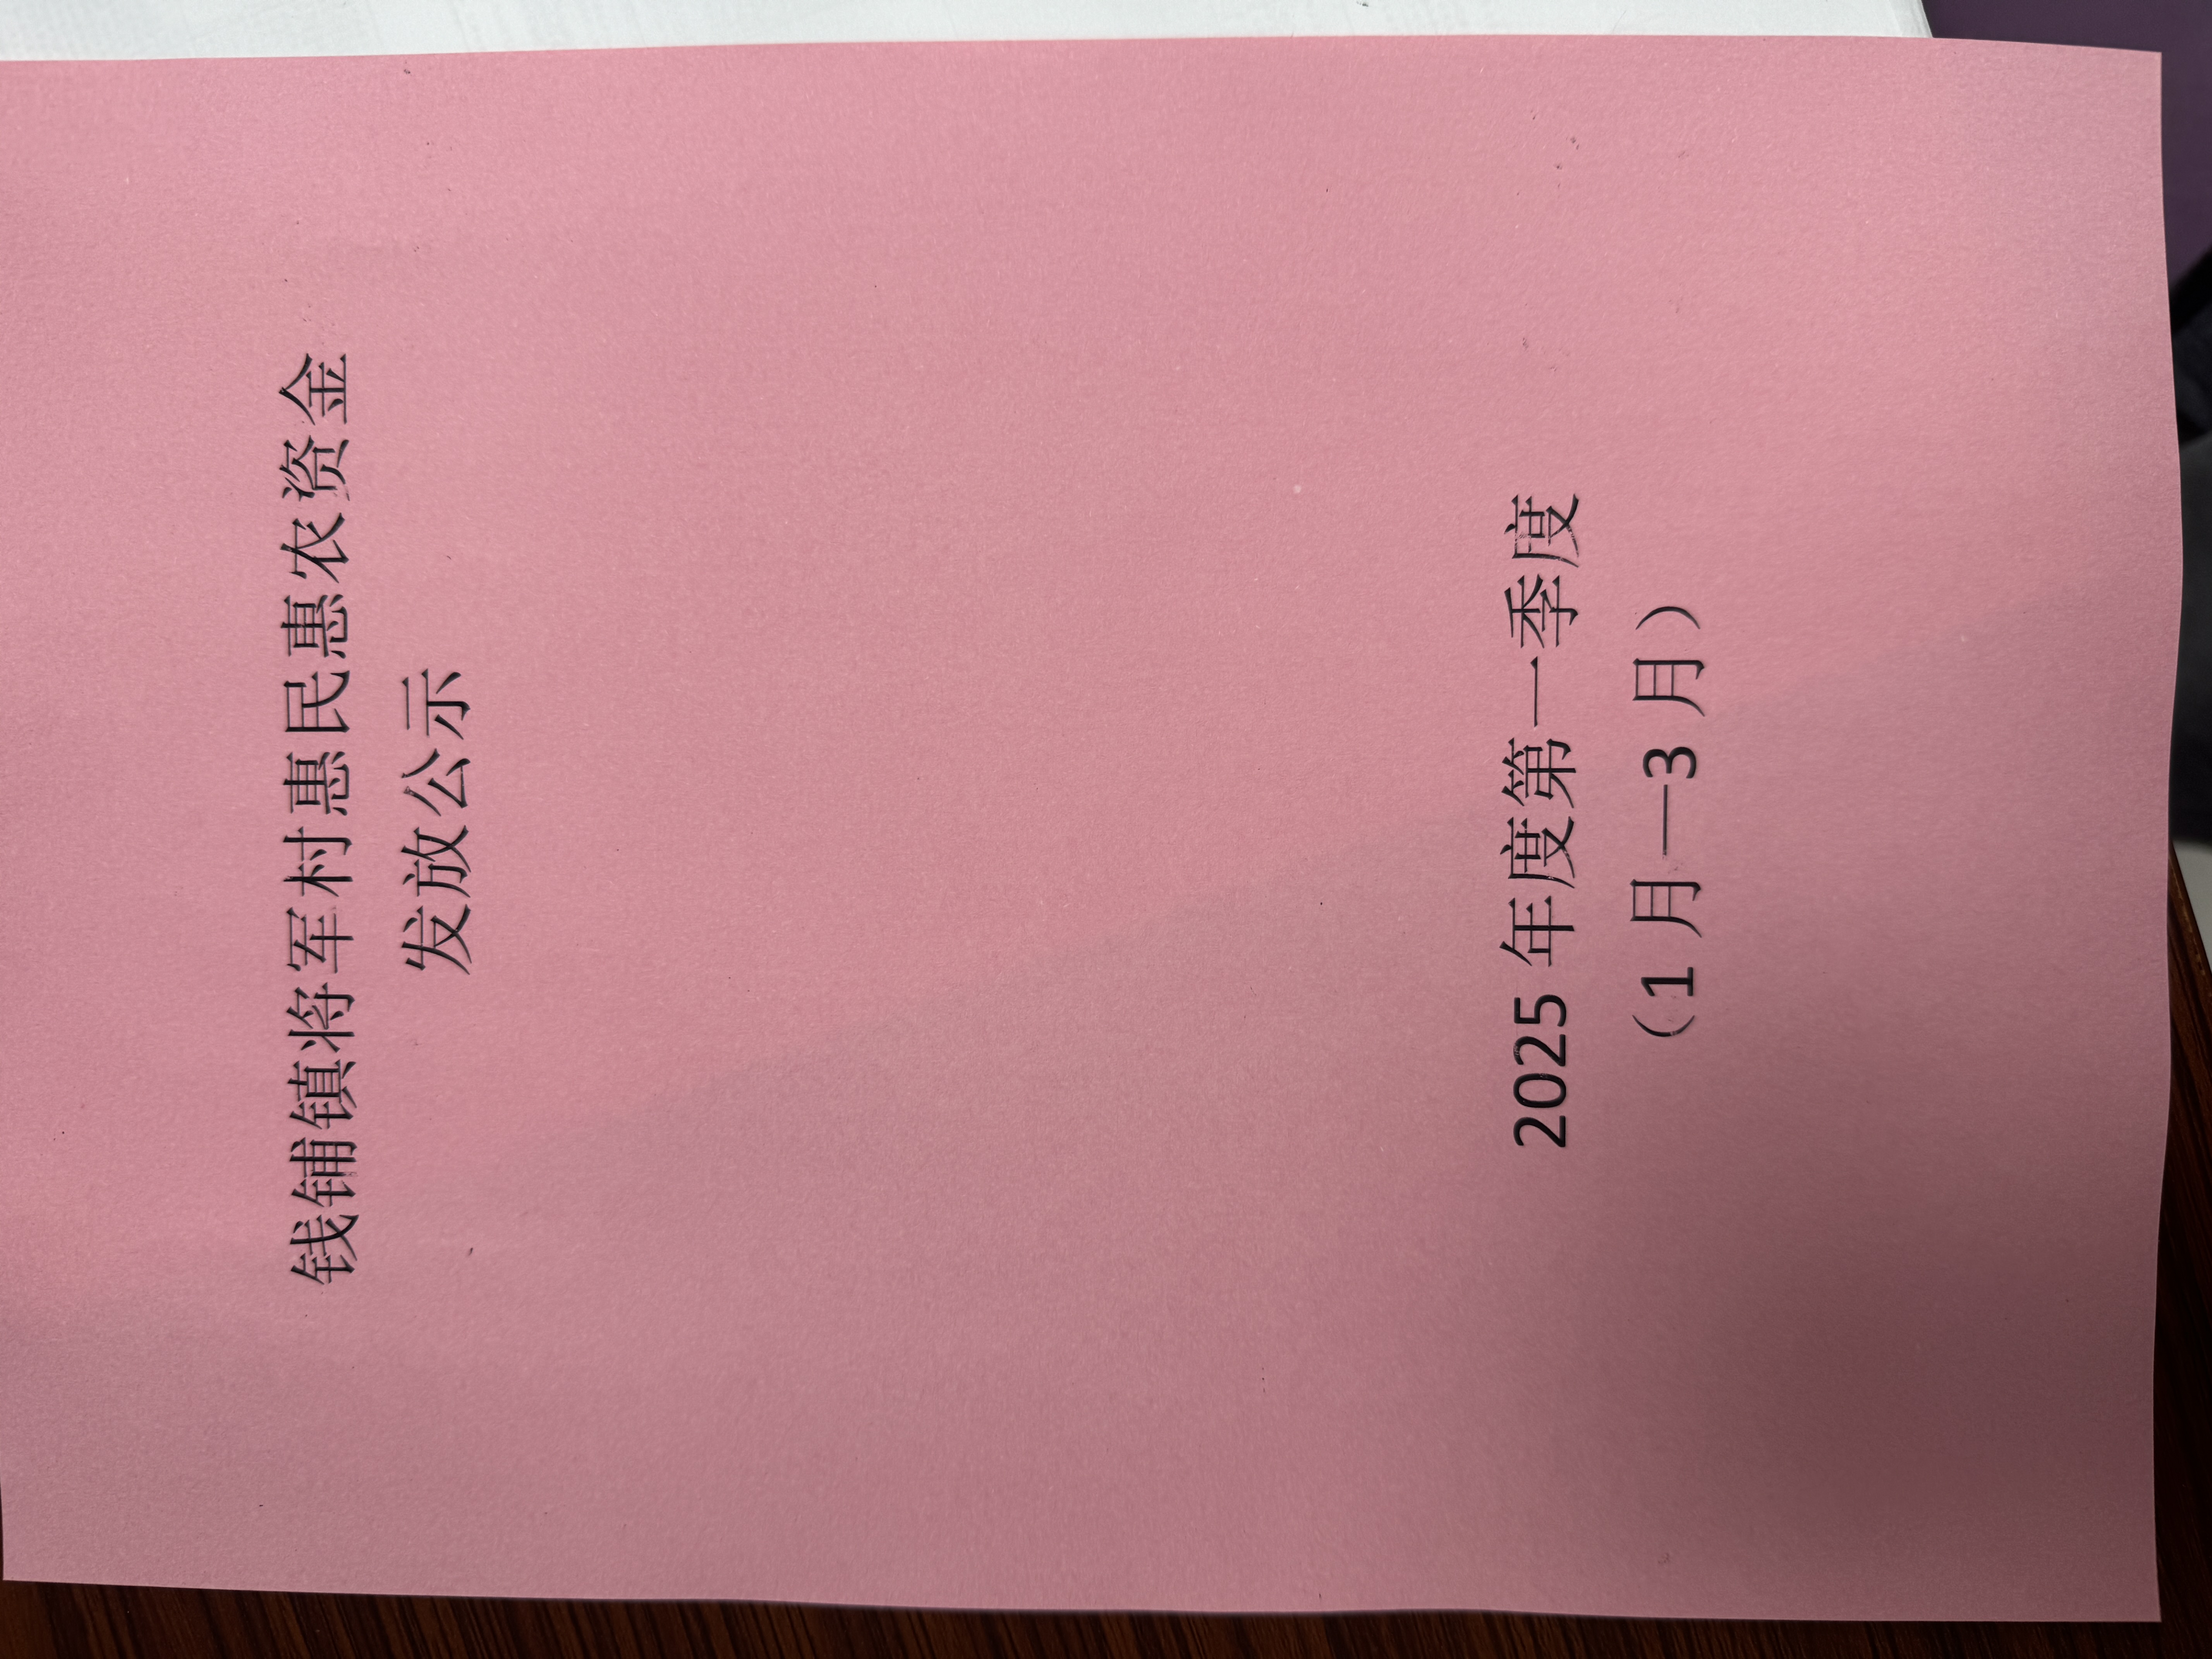 钱铺镇将军村惠民惠农资金
发放公示
2025 年度第一季度
（1 月—3 月）